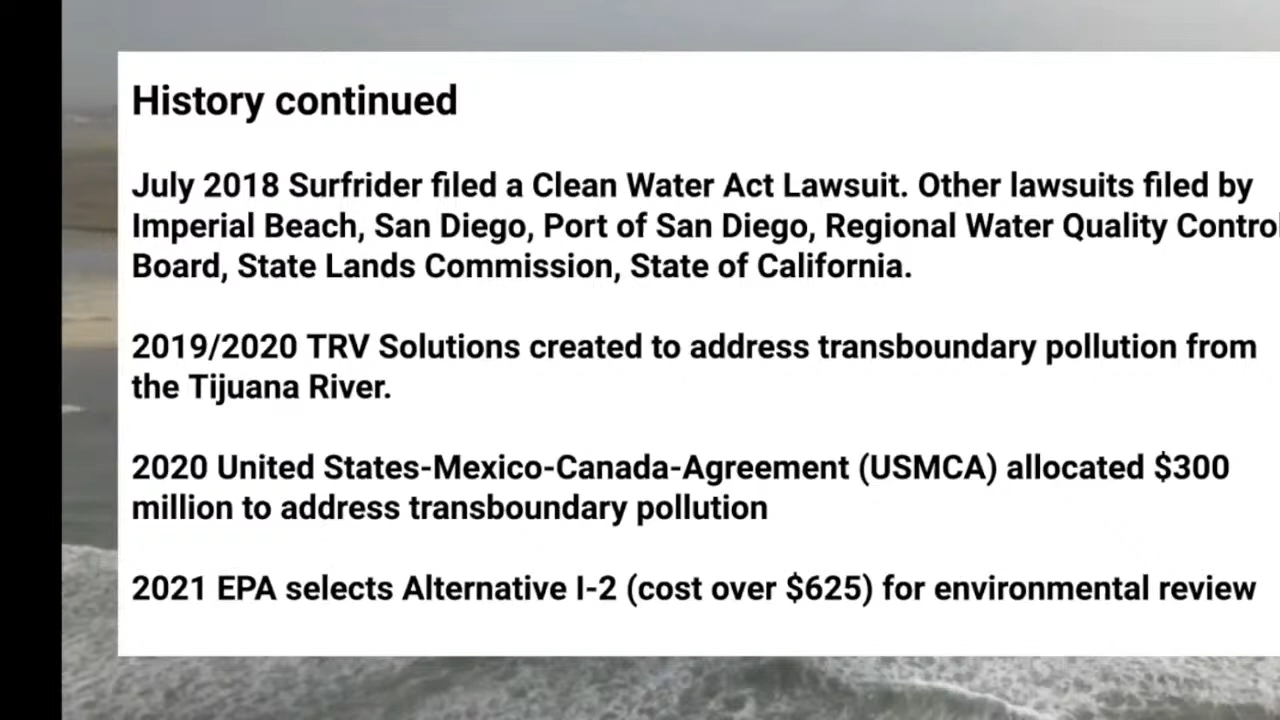 History continued
July 2018 Surfrider filed a Clean Water Act Lawsuit. Other lawsuits filed by
Imperial Beach, San Diego, Port of San Diego, Regional Water Quality Control
Board, State Lands Commission, State of California.
2019/2020 TRV Solutions created to address transboundary pollution from
the Tijuana River.
2020 United States-Mexico-Canada-Agreement (USMCA) allocated $300
million to address transboundary pollution
2021 EPA selects Alternative I-2 (cost over $625) for environmental review